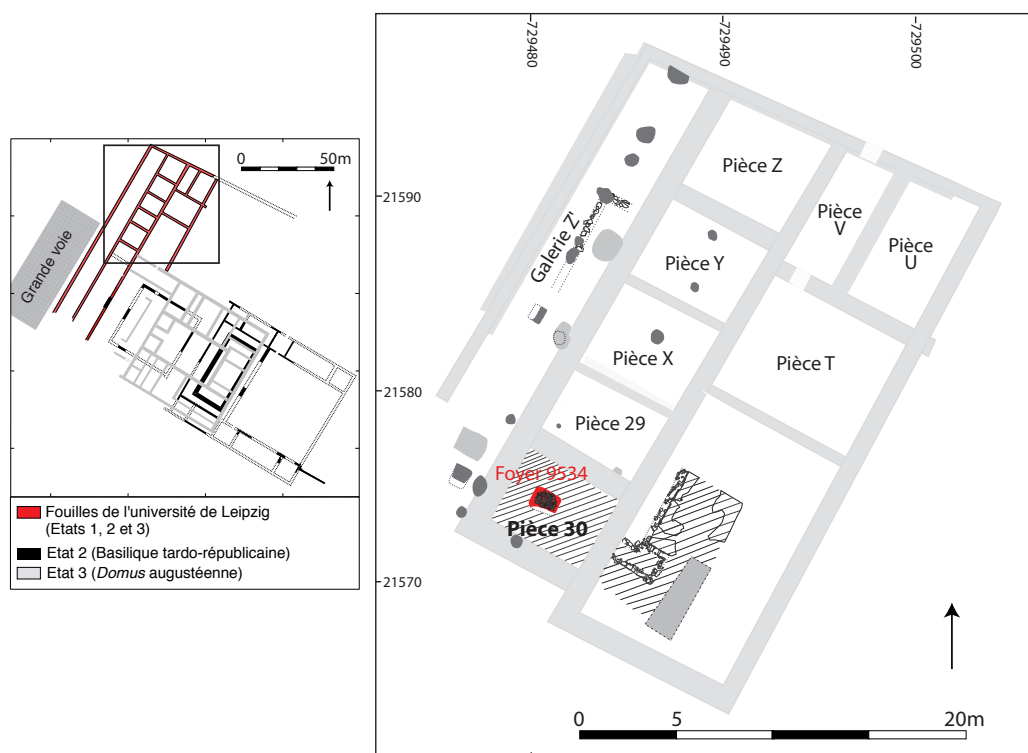 0 50m
Grande voie
Fouilles de l'université de Leipzig
(Etats 1, 2 et 3)
Etat 2 (Basilique tardo-républicaine)
Etat 3 (Domus augustéenne)
-729480
-729490
-729500
21590
21580
21570
Pièce Z
Pièce
V
Pièce
U
Galerie Z'
Pièce Y
Pièce X
Pièce T
Pièce 29
Foyer 9534
Pièce 30
0 5 20m